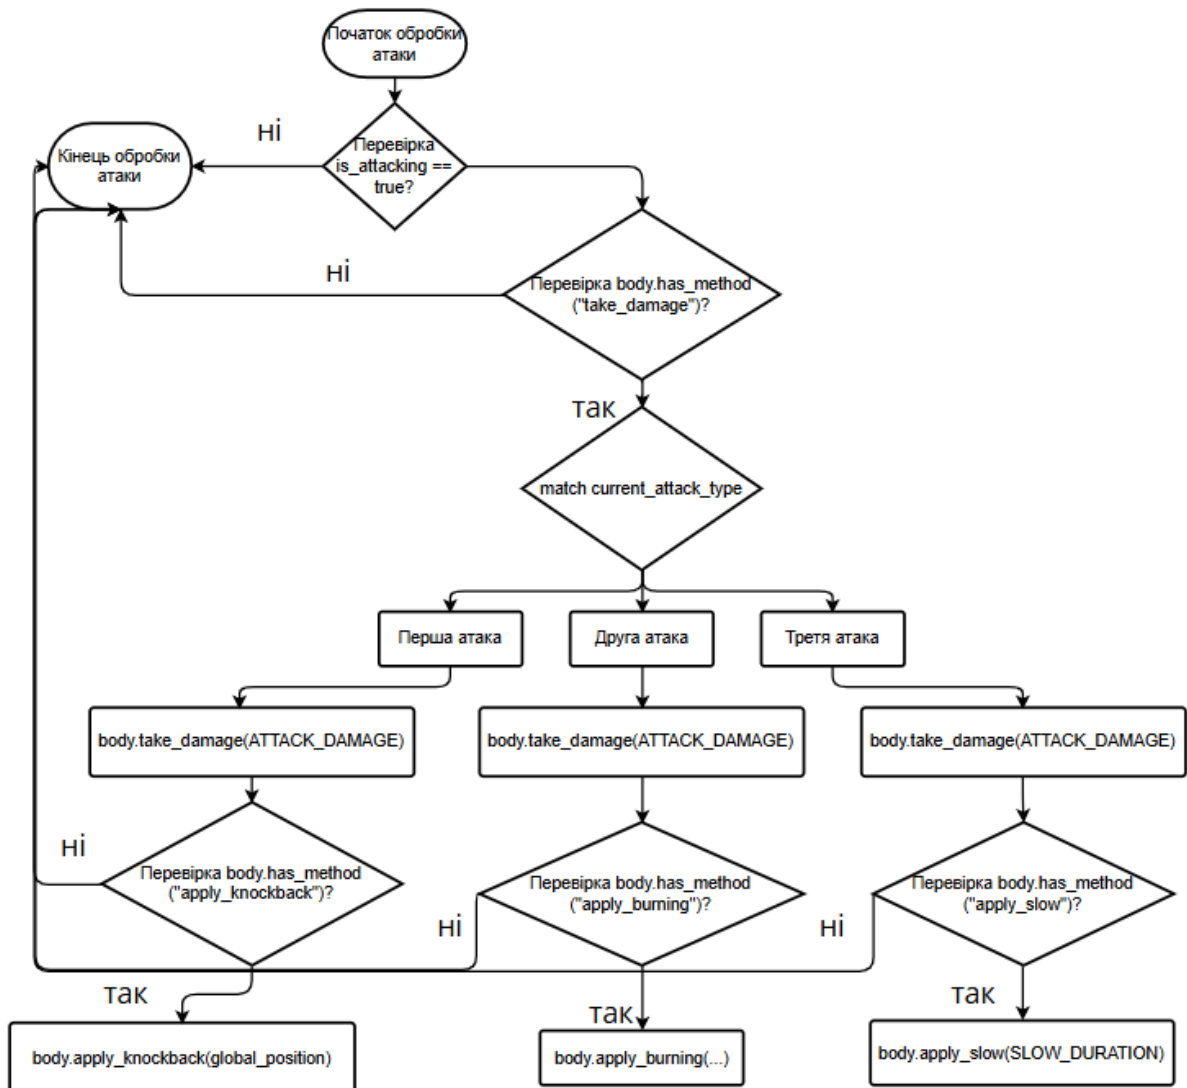 Початок обробки
атаки
ні
Кінець обробки
атаки
Перевірка
is_attacking ==
true?
ні
Перевірка body.has_method
("take_damage")?
так
match current_attack_type
Перша атака
Друга атака
Третя атака
body.take_damage(ATTACK_DAMAGE)
body.take_damage(ATTACK_DAMAGE)
body.take_damage(ATTACK_DAMAGE)
ні
Перевірка body.has_method
("apply_knockback")?
ні
Перевірка body.has_method
("apply_burning")?
ні
Перевірка body.has_method
("apply_slow")?
так
так
так
body.apply_knockback(global_position)
body.apply_burning(...)
body.apply_slow(SLOW_DURATION)